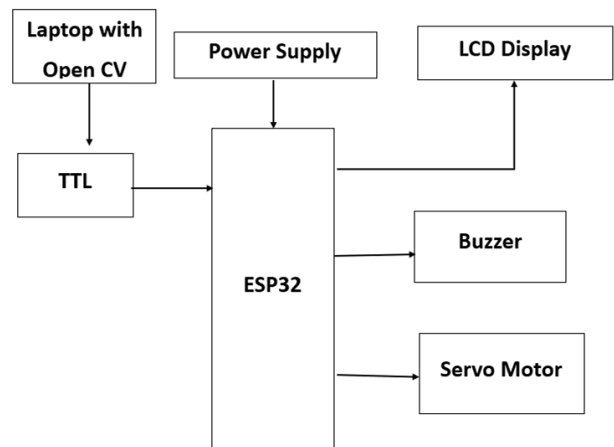 Laptop with
Open CV
Power Supply
LCD Display
TTL
Buzzer
ESP32
Servo Motor